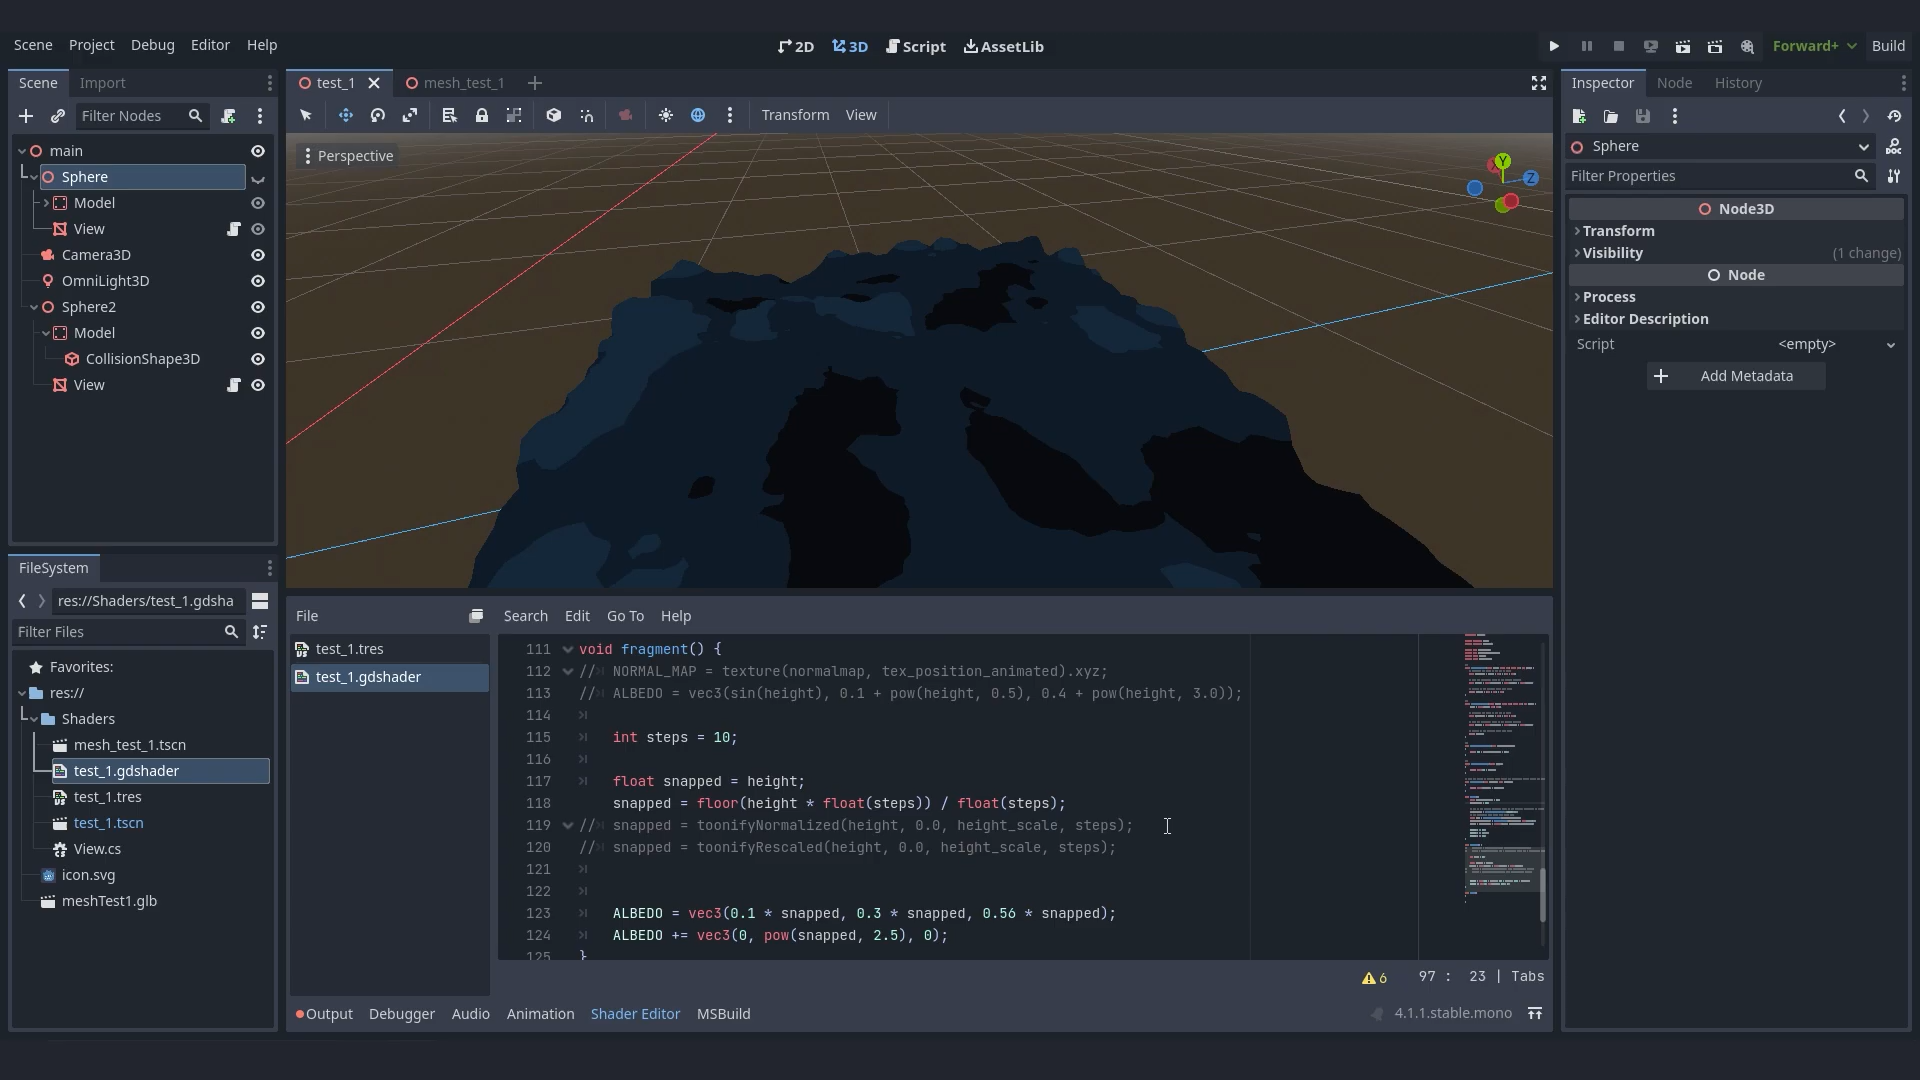 Scene Project Debug Editor Help
2D 3D Script AssetLib
Forward+ Build
Scene Import
Filter Nodes
main
Sphere
Model
View
Camera3D
OmniLight3D
Sphere2
Model
CollisionShape3D
View
FileSystem
res://Shaders/test_1.gdsha
Filter Files
Favorites:
res://
Shaders
mesh_test_1.tscn
test_1.gdshader
test_1.tres
test_1.tscn
View.cs
icon.svg
meshTest1.glb
test_1 mesh_test_1
Transform View
Perspective
Y
X
Z
File
test_1.tres
test_1.gdshader
Search Edit Go To Help
111 void fragment() {
112 // NORMAL_MAP = texture(normalmap, tex_position_animated).xyz;
113 // ALBEDO = vec3(sin(height), 0.1 + pow(height, 0.5), 0.4 + pow(height, 3.0));
114
115 int steps = 10;
116
117 float snapped = height;
118 snapped = floor(height * float(steps)) / float(steps);
119 // snapped = toonifyNormalized(height, 0.0, height_scale, steps);
120 // snapped = toonifyRescaled(height, 0.0, height_scale, steps);
121
122
123 ALBEDO = vec3(0.1 * snapped, 0.3 * snapped, 0.56 * snapped);
124 ALBEDO += vec3(0, pow(snapped, 2.5), 0);
125 }
6 97 : 23 | Tabs
Output Debugger Audio Animation Shader Editor MSBuild
4.1.1.stable.mono
Inspector Node History
Sphere
DOC
Filter Properties
Node3D
Transform
Visibility (1 change)
Node
Process
Editor Description
Script <empty>
Add Metadata